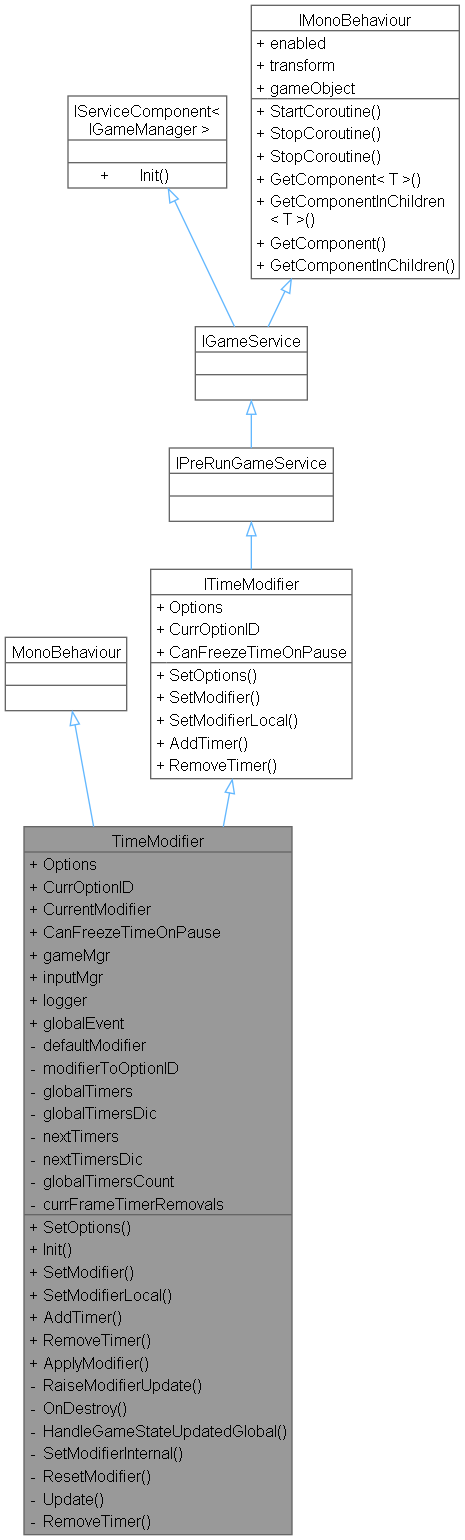 IMonoBehaviour
+ enabled
+ transform
+ gameObject
+ StartCoroutine()
+ StopCoroutine()
+ StopCoroutine()
+ GetComponent< T >()
+ GetComponentInChildren
< T >()
+ GetComponent()
+ GetComponentInChildren()
IServiceComponent<
IGameManager >
+ Init()
IGameService
IPreRunGameService
ITimeModifier
+ Options
+ CurrOptionID
+ CanFreezeTimeOnPause
+ SetOptions()
+ SetModifier()
+ SetModifierLocal()
+ AddTimer()
+ RemoveTimer()
MonoBehaviour
TimeModifier
+ Options
+ CurrOptionID
+ CurrentModifier
+ CanFreezeTimeOnPause
+ gameMgr
+ inputMgr
+ logger
+ globalEvent
- defaultModifier
- modifierToOptionID
- globalTimers
- globalTimersDic
- nextTimers
- nextTimersDic
- globalTimersCount
- currFrameTimerRemovals
+ SetOptions()
+ Init()
+ SetModifier()
+ SetModifierLocal()
+ AddTimer()
+ RemoveTimer()
+ ApplyModifier()
- RaiseModifierUpdate()
- OnDestroy()
- HandleGameStateUpdatedGlobal()
- SetModifierInternal()
- ResetModifier()
- Update()
- RemoveTimer()